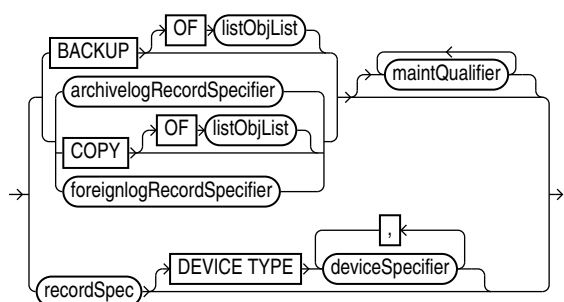 OF listObjList
BACKUP maintQualifier
archivelogRecordSpecifier
OF listObjList
COPY
foreignlogRecordSpecifier
,
DEVICE TYPE deviceSpecifier
recordSpec